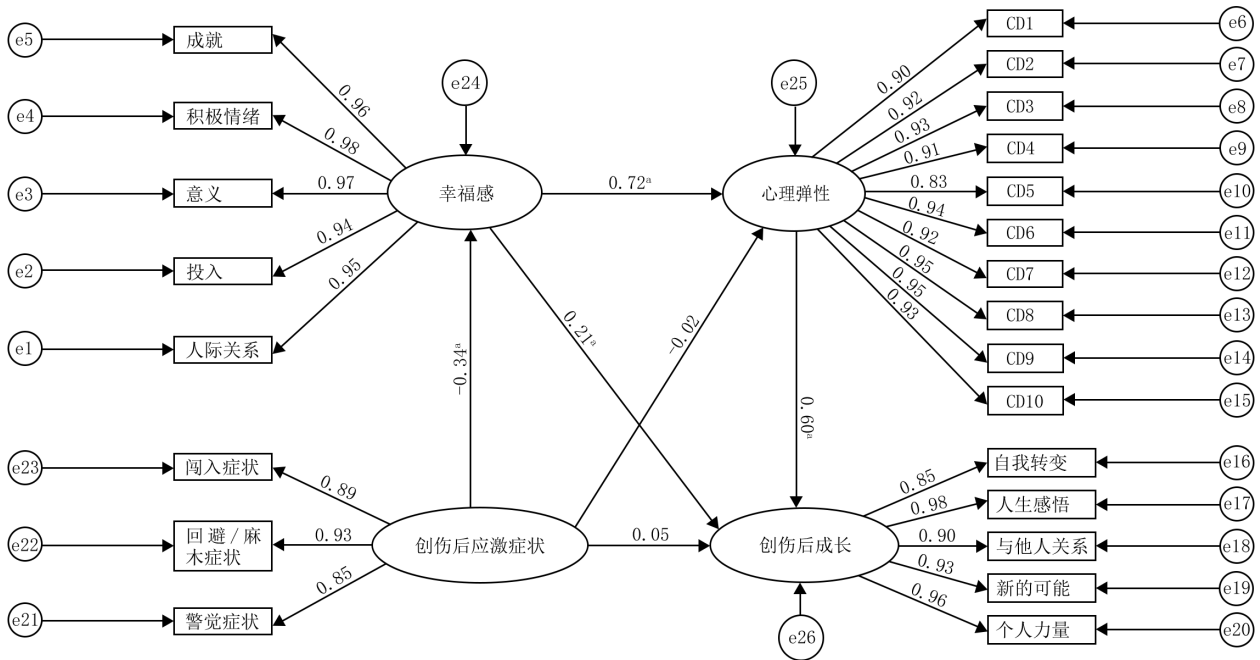 e5
成就
0.96
e4
积极情绪
0.98
e3
意义
0.97
e2
投入
0.94
e1
人际关系
0.95
e24
幸福感
0.72ª
e25
心理弹性
0.90
CD1
e6
0.92
CD2
e7
0.93
CD3
e8
0.91
CD4
e9
0.83
CD5
e10
0.94
CD6
e11
0.92
CD7
e12
0.95
CD8
e13
0.95
CD9
e14
0.93
CD10
e15
-0.34ª
0.21ª
-0.02
0.60ª
e23
闯入症状
0.89
e22
回避/麻
木症状
0.93
e21
警觉症状
0.85
创伤后应激症状
0.05
创伤后成长
e26
0.85
自我转变
e16
0.98
人生感悟
e17
0.90
与他人关系
e18
0.93
新的可能
e19
0.96
个人力量
e20